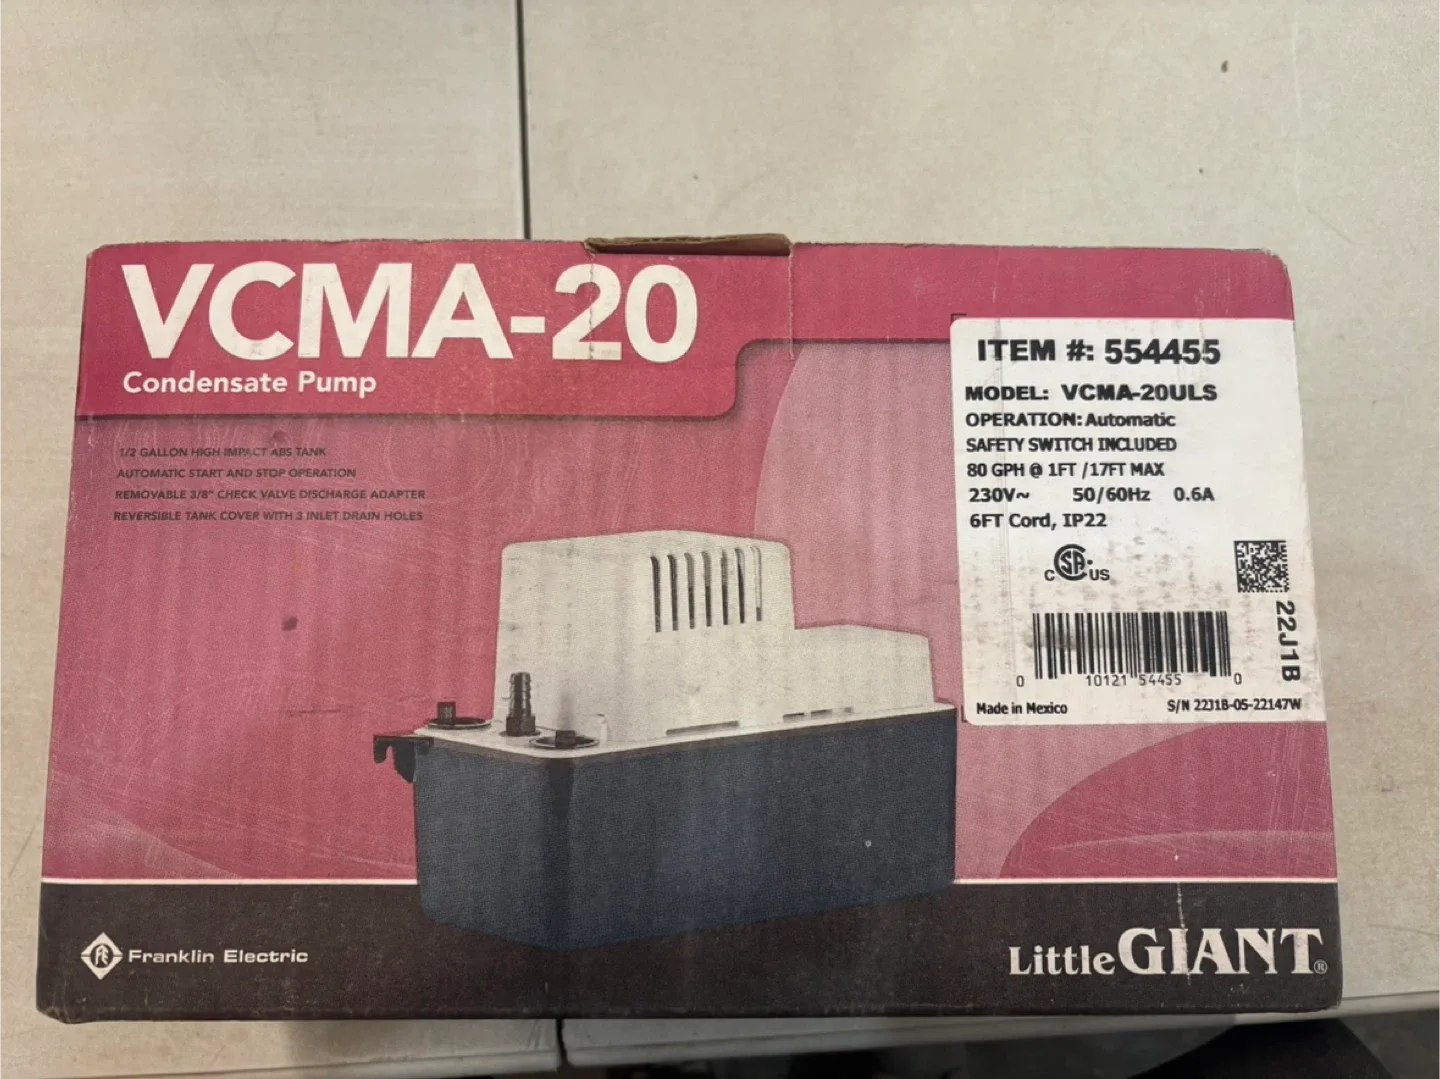 VCMA-20
Condensate Pump
1/2 GALLON HIGH IMPACT ABS TANK
AUTOMATIC START AND STOP OPERATION
REMOVABLE 3/8" CHECK VALVE DISCHARGE ADAPTER
REVERSIBLE TANK COVER WITH 3 INLET DRAIN HOLES
ITEM #: 554455
MODEL: VCMA-20ULS
OPERATION: Automatic
SAFETY SWITCH INCLUDED
80 GPH @ 1FT /17FT MAX
230V~ 50/60Hz 0.6A
6FT Cord, IP22
C SA US
22J1B
0 10121 54455 0
Made in Mexico S/N 22J1B-05-22147W
FE Franklin Electric
Little GIANT®